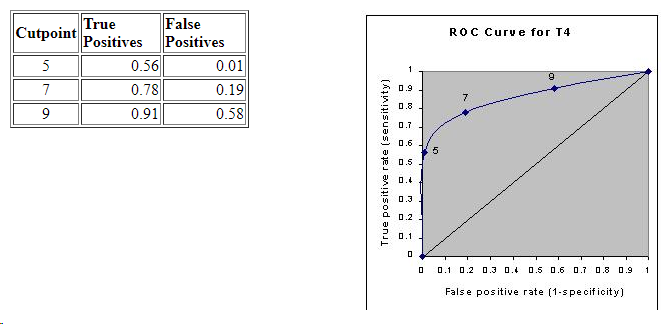 Cutpoint True Positives False Positives
5 0.56 0.01
7 0.78 0.19
9 0.91 0.58
ROC Curve for T4
True positive rate (sensitivity)
1
0.9
0.8
0.7
0.6
0.5
0.4
0.3
0.2
0.1
0
9
7
5
0 0.1 0.2 0.3 0.4 0.5 0.6 0.7 0.8 0.9 1
False positive rate (1-specificity)